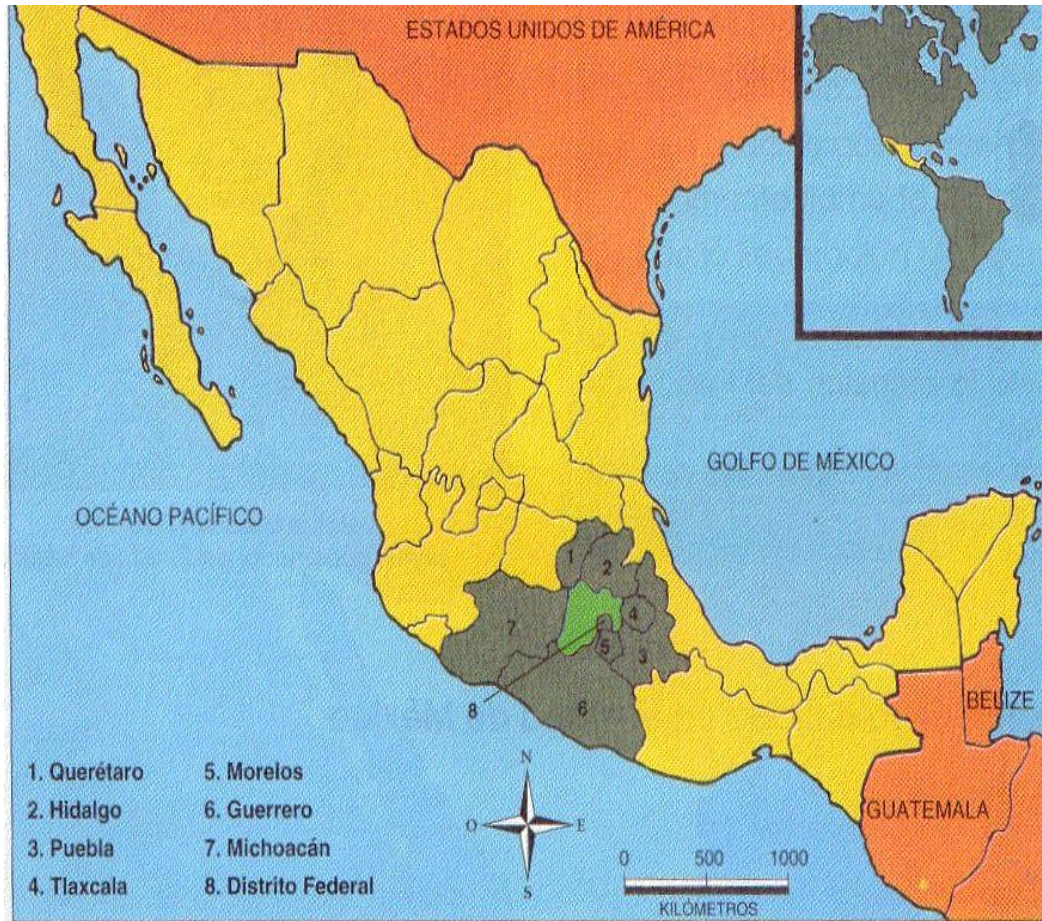 ESTADOS UNIDOS DE AMÉRICA
GOLFO DE MÉXICO
OCÉANO PACÍFICO
1
2
7
4
5
3
8
6
BELIZE
GUATEMALA
1. Querétaro
2. Hidalgo
3. Puebla
4. Tlaxcala
5. Morelos
6. Guerrero
7. Michoacán
8. Distrito Federal
N
O
E
S
0 500 1000
KILÓMETROS